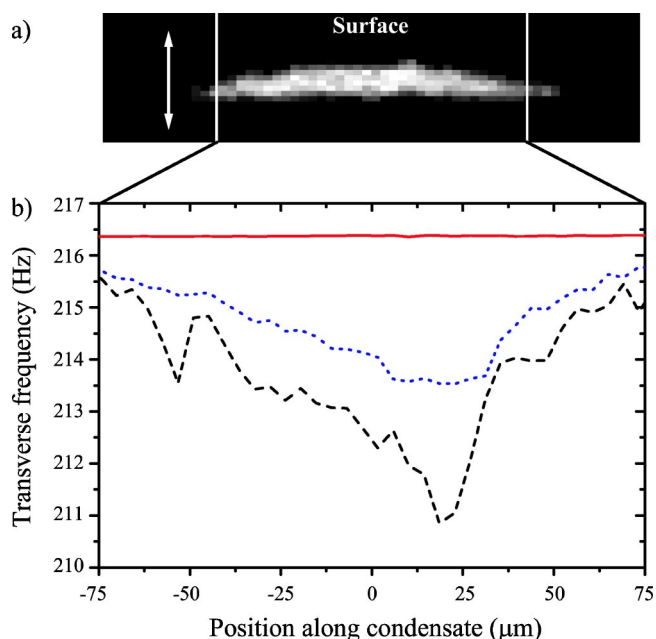 a)
Surface
b)
217
216
215
214
213
212
211
210
Transverse frequency (Hz)
-75 -50 -25 0 25 50 75
Position along condensate (μm)